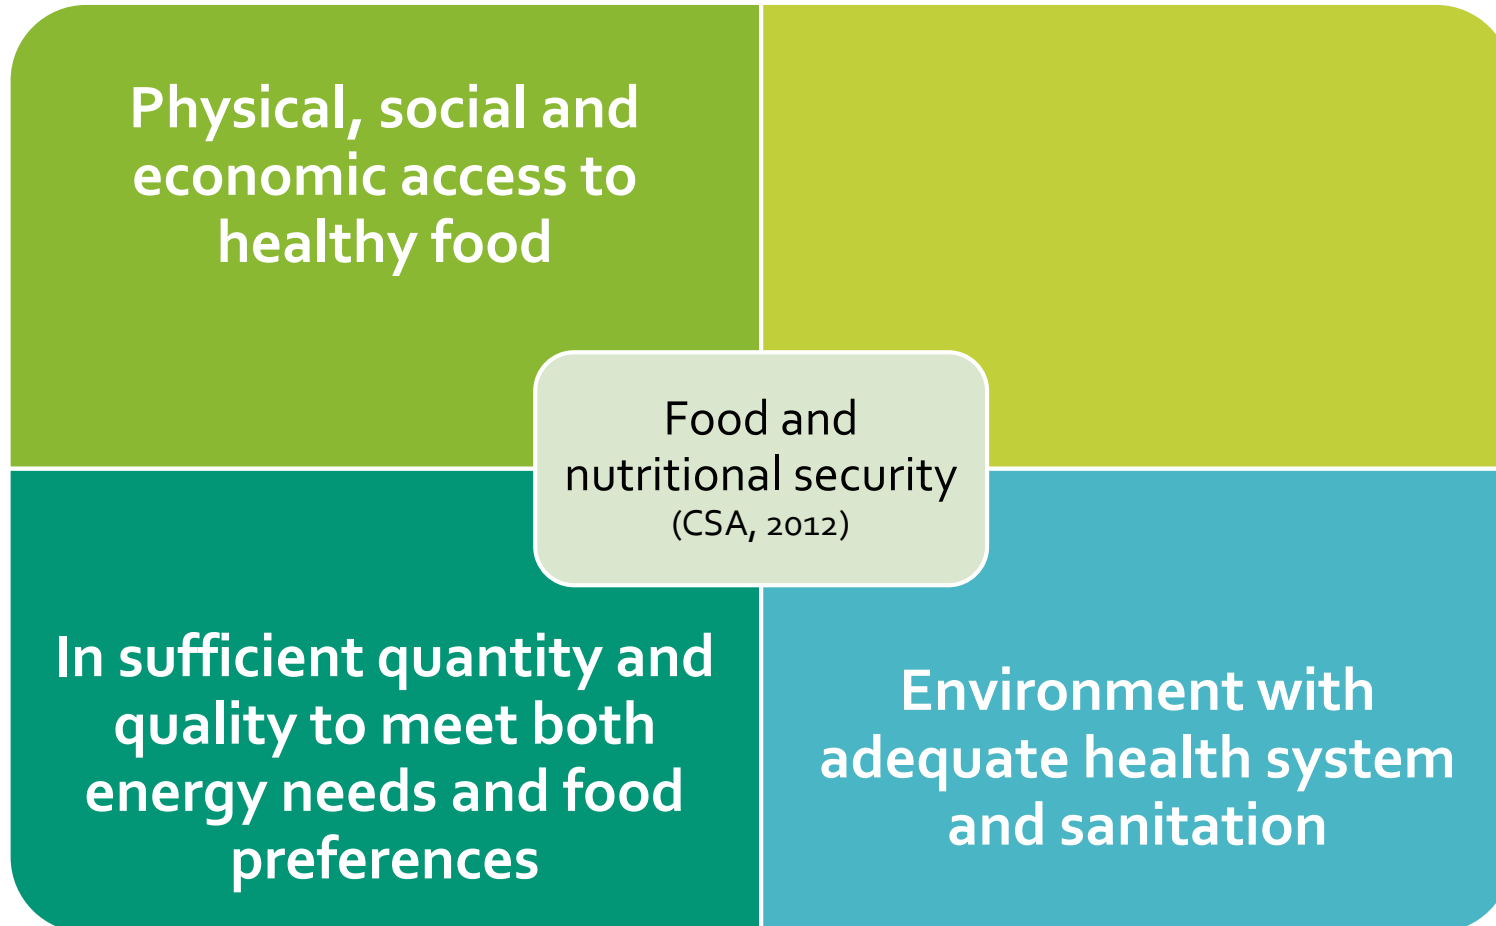 Physical, social and
economic access to
healthy food
Food and
nutritional security
(CSA, 2012)
In sufficient quantity and
quality to meet both
energy needs and food
preferences
Environment with
adequate health system
and sanitation